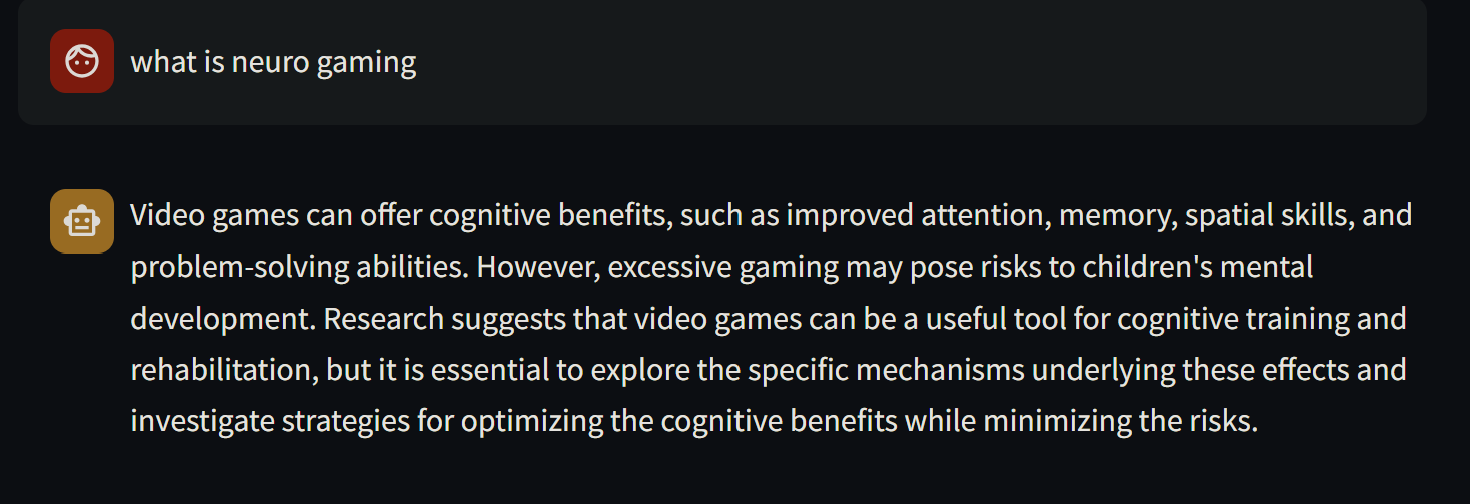 what is neuro gaming
Video games can offer cognitive benefits, such as improved attention, memory, spatial skills, and
problem-solving abilities. However, excessive gaming may pose risks to children's mental
development. Research suggests that video games can be a useful tool for cognitive training and
rehabilitation, but it is essential to explore the specific mechanisms underlying these effects and
investigate strategies for optimizing the cognitive benefits while minimizing the risks.